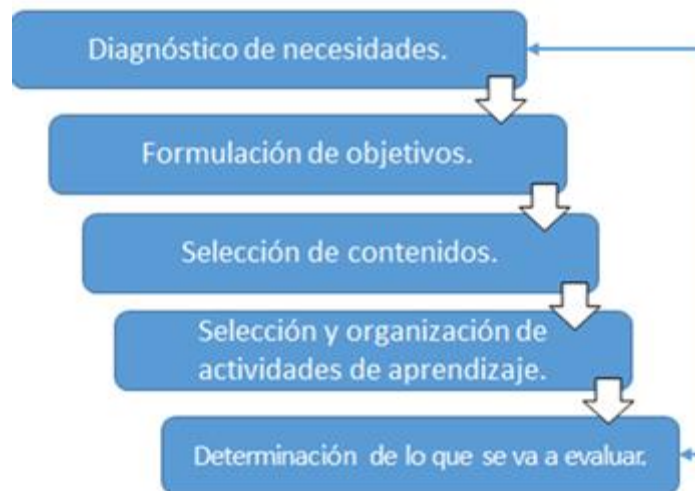 Diagnóstico de necesidades.
Formulación de objetivos.
Selección de contenidos.
Selección y organización de
actividades de aprendizaje.
Determinación de lo que se va a evaluar.